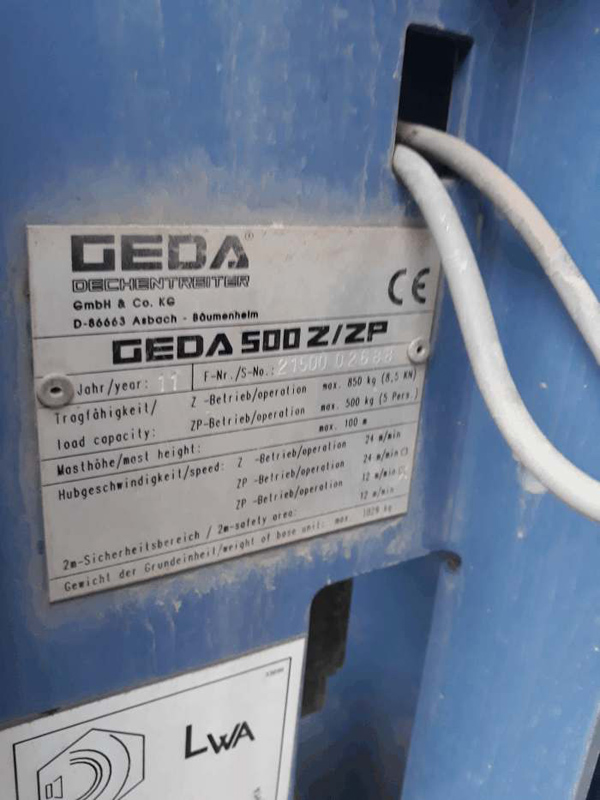 GEDA®
DECHENTREITER
GmbH & Co. KG
D-86663 Asbach - Bäumenheim
CE
GEDA 500 Z/ZP
Jahr/year: 11 F-Nr./S-No.: 21500 02688
Tragfähigkeit/ Z -Betrieb/operation max. 850 kg (8,5 KN)
load capacity: ZP-Betrieb/operation max. 500 kg (5 Pers.)
Masthöhe/mast height: max. 100 m
Hubgeschwindigkeit/speed: Z -Betrieb/operation 24 m/min
ZP -Betrieb/operation 24 m/min
ZP -Betrieb/operation 12 m/min
2m-Sicherheitsbereich / 2m-safety area: 12 m/min
Gewicht der Grundeinheit/weight of base unit: max. 1028 kg
LWA